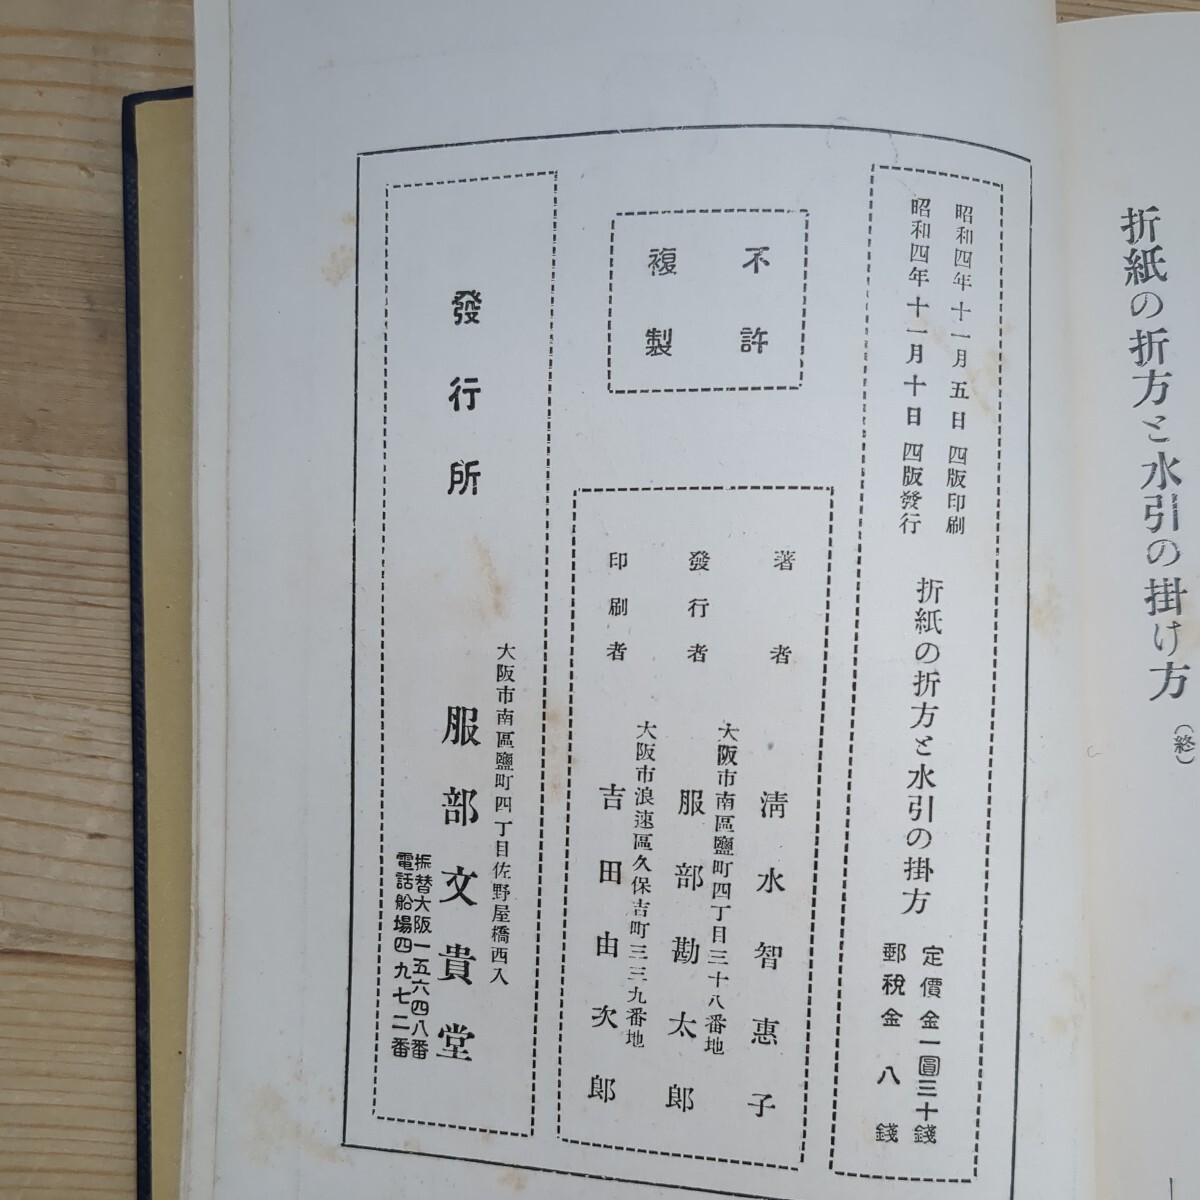 折紙の折方と水引の掛け方(終)
昭和四年十一月五日 四版印刷
昭和四年十一月十日 四版發行
折紙の折方と水引の掛方
定價金一圓三十錢
郵税金八錢
不許
複製
著者 淸水智惠子
大阪市南區鹽町四丁目三十八番地
發行者 服部勘太郎
大阪市浪速區久保吉町三三九番地
印刷者 吉田由次郎
大阪市南區鹽町四丁目佐野屋橋西入
發行所 服部文貴堂
振替大阪一五六四八番
電話船場四九七二番